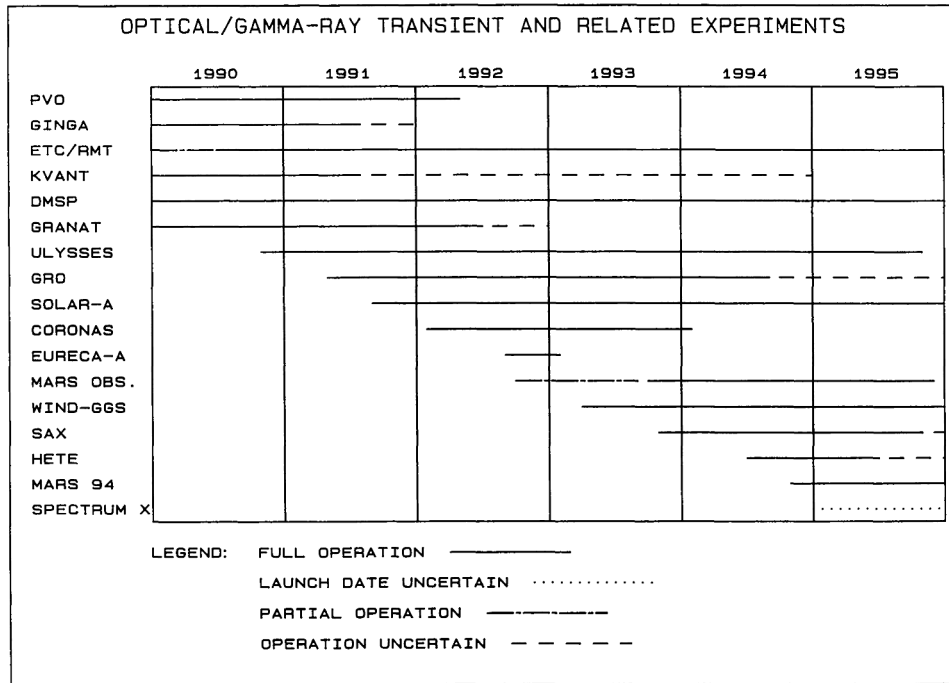 OPTICAL/GAMMA-RAY TRANSIENT AND RELATED EXPERIMENTS
1990 1991 1992 1993 1994 1995
PVO
GINGA
ETC/RMT
KVANT
DMSP
GRANAT
ULYSSES
GRO
SOLAR-A
CORONAS
EURECA-A
MARS OBS.
WIND-GGS
SAX
HETE
MARS 94
SPECTRUM X
LEGEND: FULL OPERATION
LAUNCH DATE UNCERTAIN
PARTIAL OPERATION
OPERATION UNCERTAIN